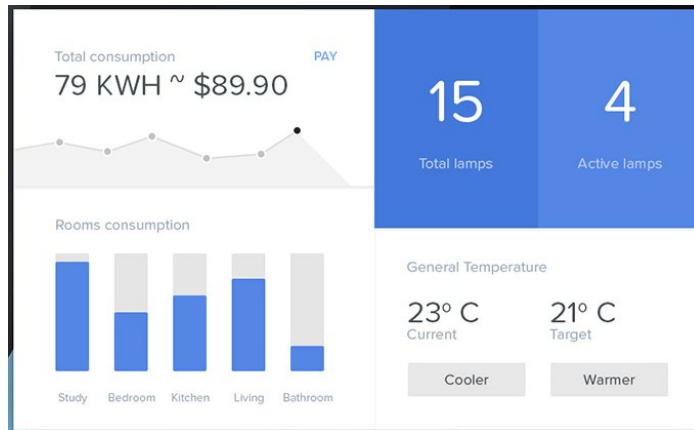 Total consumption
PAY
79 KWH ~ $89.90
15
Total lamps
4
Active lamps
Rooms consumption
Study Bedroom Kitchen Living Bathroom
General Temperature
23º C
Current
21º C
Target
Cooler
Warmer